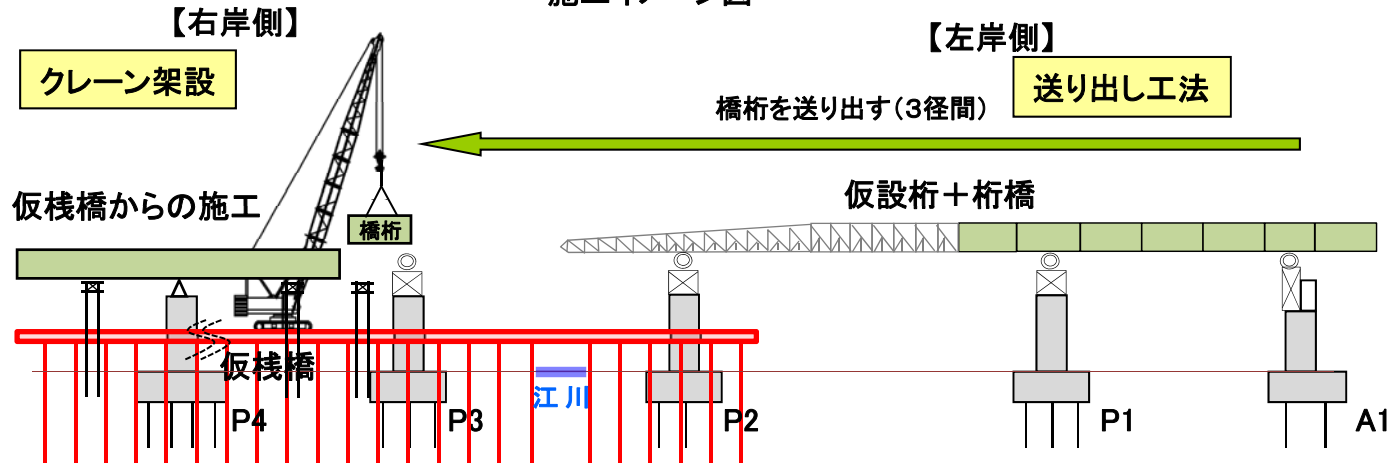 【右岸側】
クレーン架設
【左岸側】
送り出し工法
橋桁を送り出す(3径間)
仮桟橋からの施工
橋桁
仮設桁+桁橋
仮桟橋
江川
P4
P3
P2
P1
A1